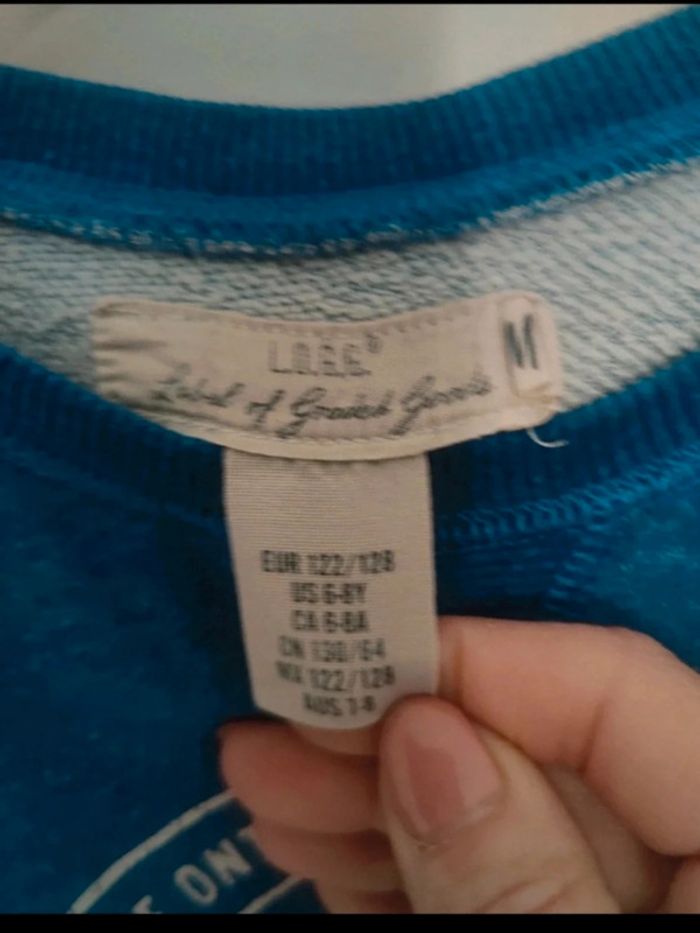 L.O.G.G.
Label of Graded Goods
M
EUR 122/128
US 6-8Y
CA 6-8A
CN 130/64
MX 122/128
AUS 7-8
ONT